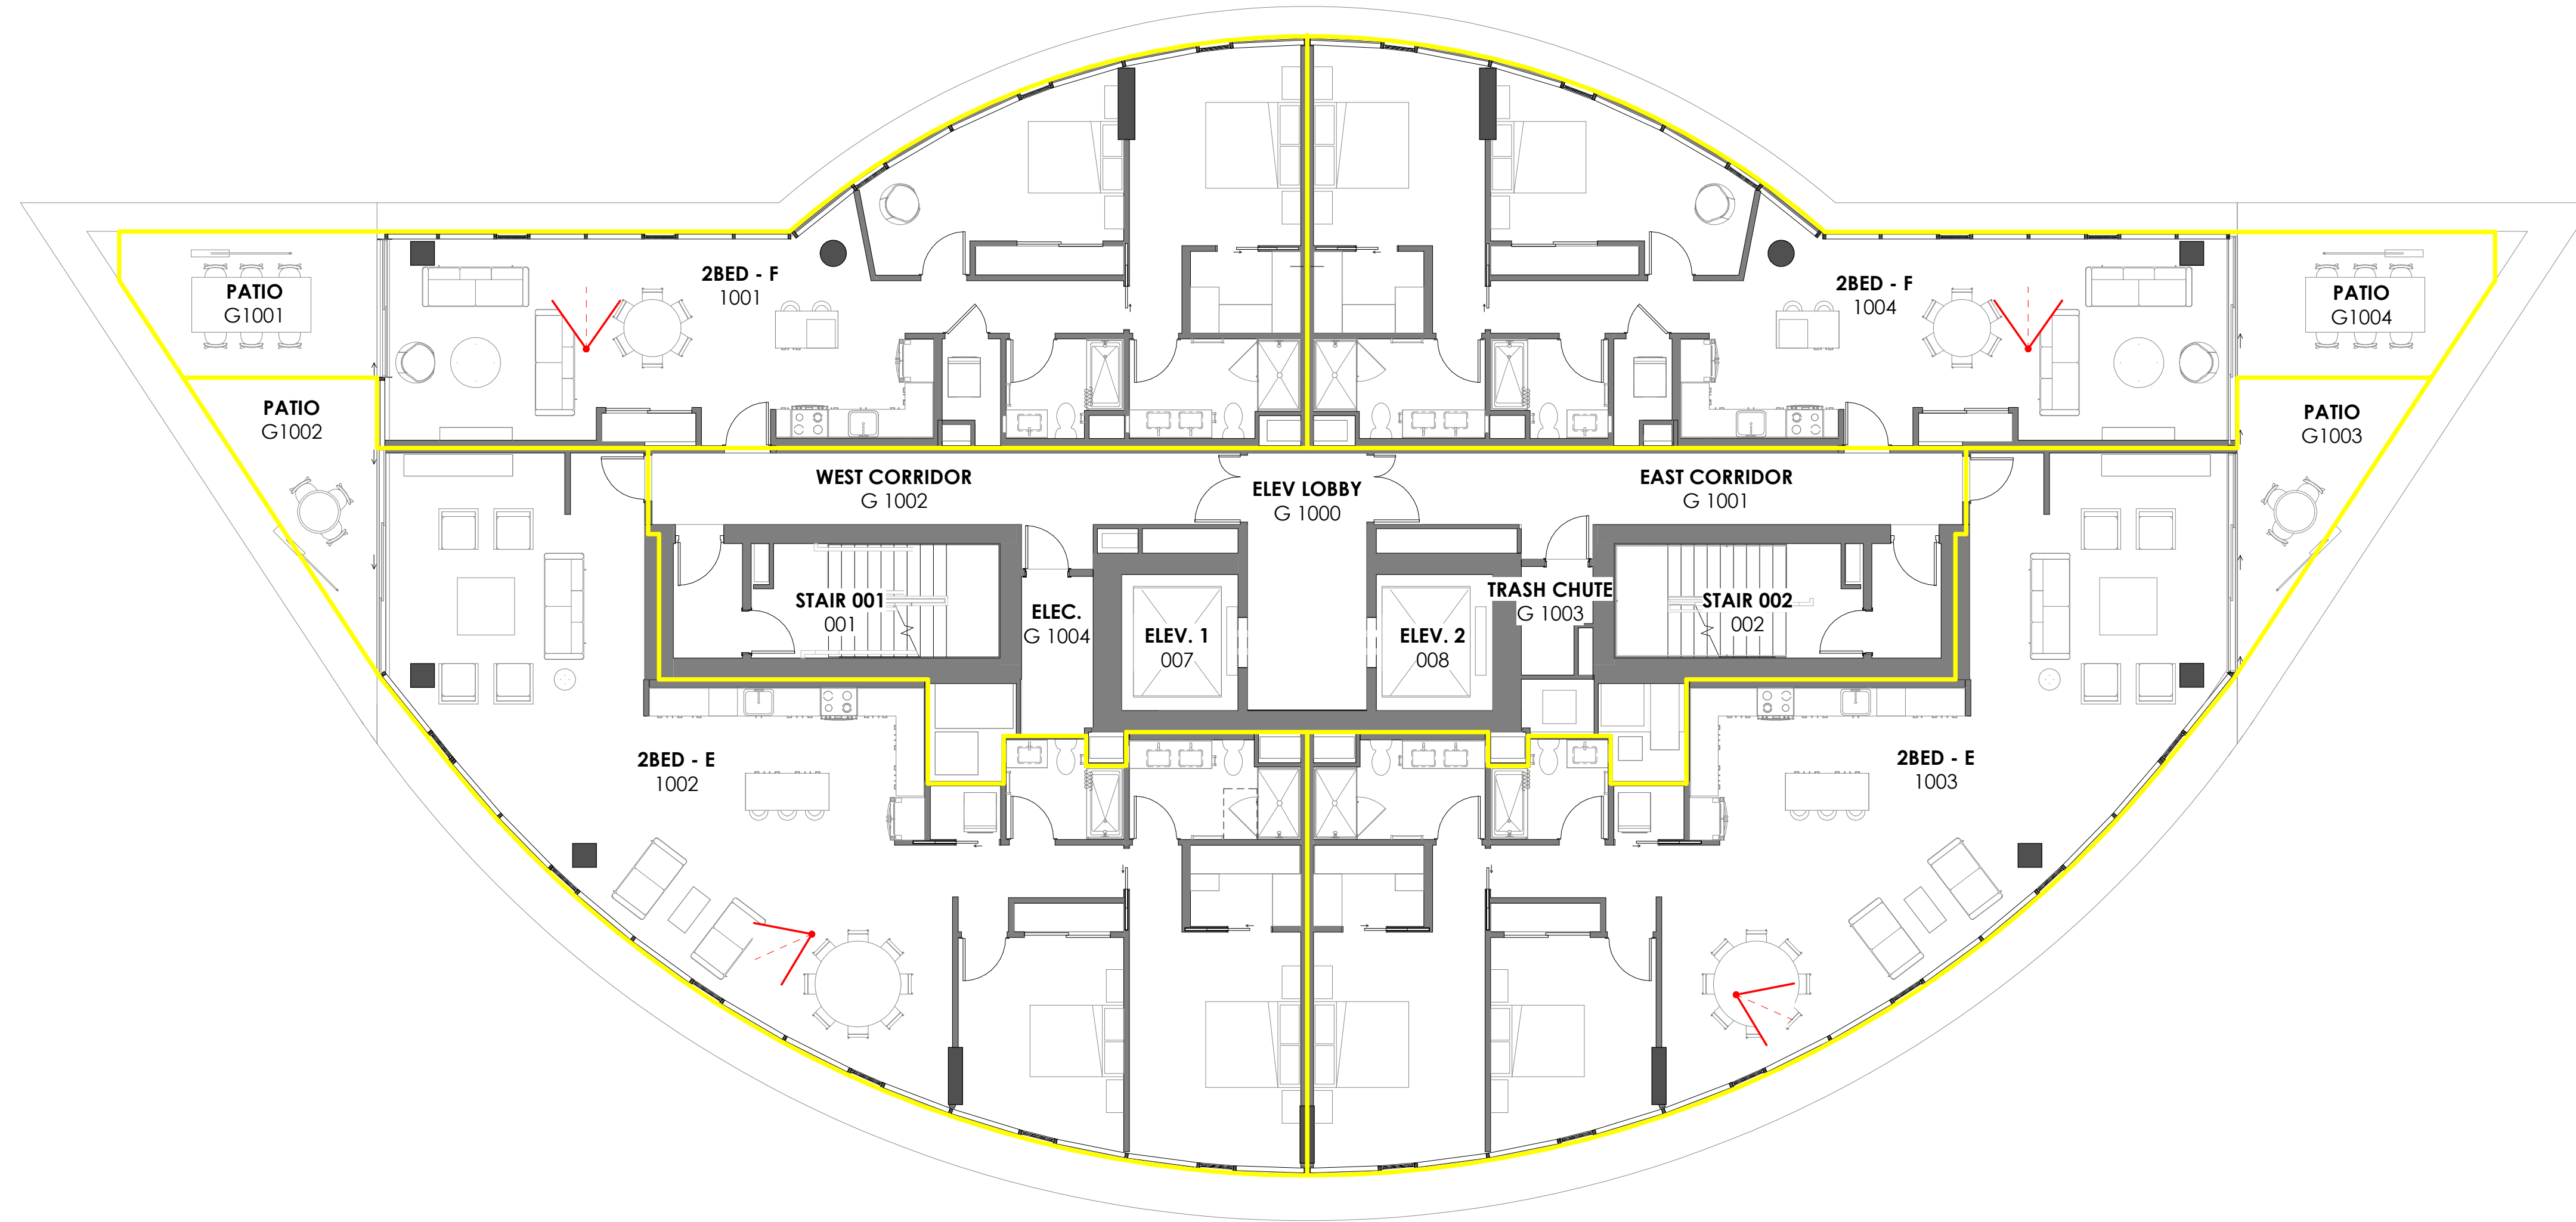 2BED - F
1001
2BED - F
1004
PATIO
G1001
PATIO
G1004
PATIO
G1002
PATIO
G1003
WEST CORRIDOR
G 1002
ELEV LOBBY
G 1000
EAST CORRIDOR
G 1001
STAIR 001
001
ELEC.
G 1004
ELEV. 1
007
ELEV. 2
008
TRASH CHUTE
G 1003
STAIR 002
002
2BED - E
1002
2BED - E
1003